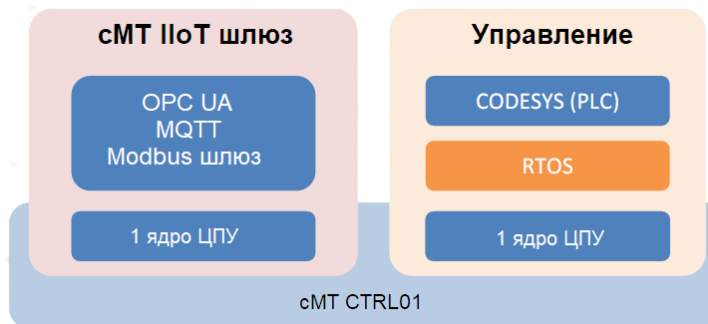 cMT IIoT шлюз
OPC UA
MQTT
Modbus шлюз
1 ядро ЦПУ
Управление
CODESYS (PLC)
RTOS
1 ядро ЦПУ
cMT CTRL01